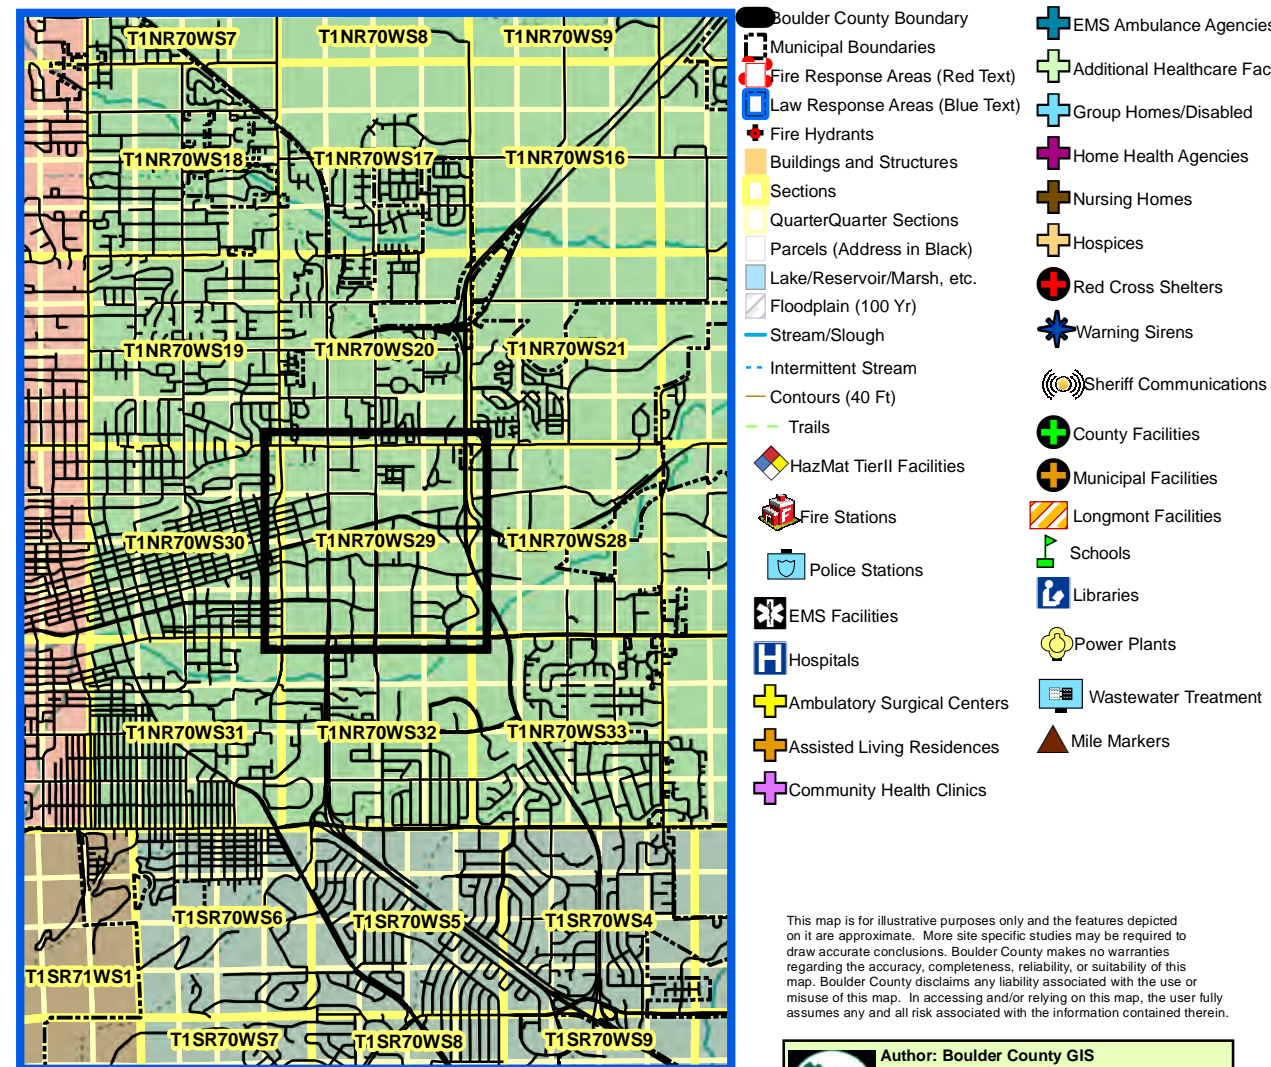 T1NR70WS7
T1NR70WS8
T1NR70WS9
T1NR70WS18
T1NR70WS17
T1NR70WS16
T1NR70WS19
T1NR70WS20
T1NR70WS21
T1NR70WS30
T1NR70WS29
T1NR70WS28
T1NR70WS31
T1NR70WS32
T1NR70WS33
T1SR70WS6
T1SR70WS5
T1SR70WS4
T1SR71WS1
T1SR70WS7
T1SR70WS8
T1SR70WS9
Boulder County Boundary
Municipal Boundaries
Fire Response Areas (Red Text)
Law Response Areas (Blue Text)
Fire Hydrants
Buildings and Structures
Sections
QuarterQuarter Sections
Parcels (Address in Black)
Lake/Reservoir/Marsh, etc.
Floodplain (100 Yr)
Stream/Slough
Intermittent Stream
Contours (40 Ft)
Trails
HazMat TierII Facilities
Fire Stations
Police Stations
EMS Facilities
H Hospitals
Ambulatory Surgical Centers
Assisted Living Residences
Community Health Clinics
EMS Ambulance Agencies
Additional Healthcare Fac
Group Homes/Disabled
Home Health Agencies
Nursing Homes
Hospices
Red Cross Shelters
Warning Sirens
Sheriff Communications
County Facilities
Municipal Facilities
Longmont Facilities
Schools
Libraries
Power Plants
Wastewater Treatment
Mile Markers
This map is for illustrative purposes only and the features depicted
on it are approximate. More site specific studies may be required to
draw accurate conclusions. Boulder County makes no warranties
regarding the accuracy, completeness, reliability, or suitability of this
map. Boulder County disclaims any liability associated with the use or
misuse of this map. In accessing and/or relying on this map, the user fully
assumes any and all risk associated with the information contained therein.
Author: Boulder County GIS